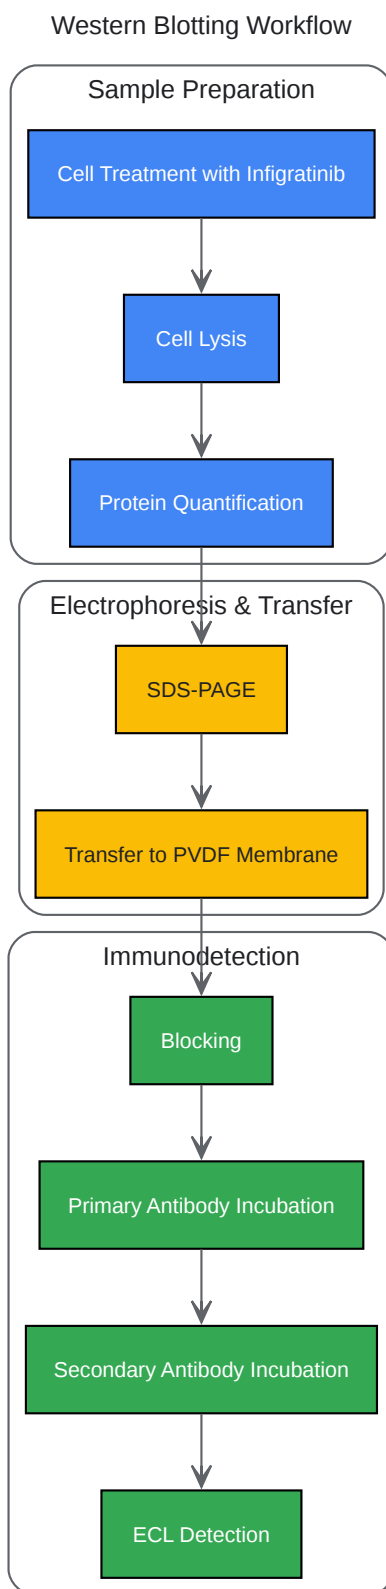 Western Blotting Workflow
Sample Preparation
Cell Treatment with Infigratinib
Cell Lysis
Protein Quantification
Electrophoresis & Transfer
SDS-PAGE
Transfer to PVDF Membrane
Immunodetection
Blocking
Primary Antibody Incubation
Secondary Antibody Incubation
ECL Detection